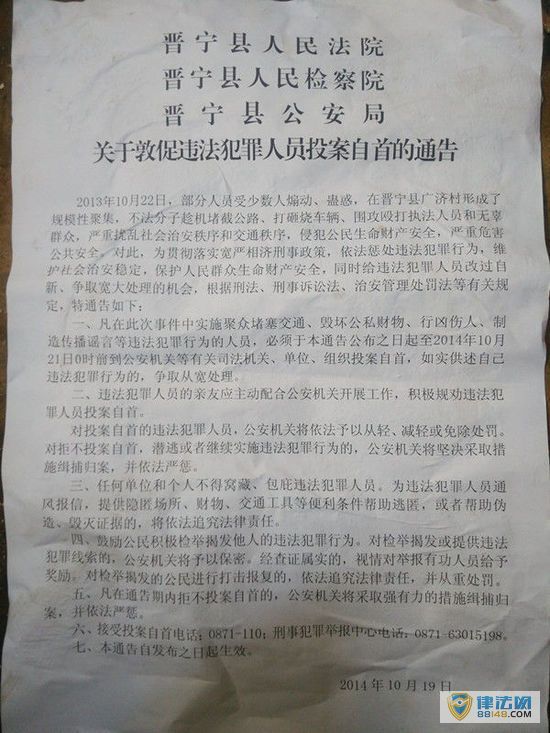 晋宁县人民法院
晋宁县人民检察院
晋宁县公安局
关于敦促违法犯罪人员投案自首的通告
2013年10月22日，部分人员受少数人煽动、蛊惑，在晋宁县广济村形成了
规模性聚集，不法分子趁机堵截公路、打砸烧车辆、围攻殴打执法人员和无辜
群众，严重扰乱社会治安秩序和交通秩序，侵犯公民生命财产安全，严重危害
公共安全。对此，为贯彻落实宽严相济刑事政策，依法惩处违法犯罪行为，维
护社会治安稳定，保护人民群众生命财产安全，同时给违法犯罪人员改过自
新、争取宽大处理的机会，根据刑法、刑事诉讼法、治安管理处罚法等有关规
定，特通告如下：
一、凡在此次事件中实施聚众堵塞交通、毁坏公私财物、行凶伤人、制
造传播谣言等违法犯罪行为的人员，必须于本通告公布之日起至2014年10月
21日0时前到公安机关等有关司法机关、单位、组织投案自首，如实供述自己
违法犯罪行为的，争取从宽处理。
二、违法犯罪人员的亲友应主动配合公安机关开展工作，积极规劝违法犯
罪人员投案自首。
对投案自首的违法犯罪人员，公安机关将依法予以从轻、减轻或免除处罚。
对拒不投案自首，潜逃或者继续实施违法犯罪行为的，公安机关将坚决采取措
施缉捕归案，并依法严惩。
三、任何单位和个人不得窝藏、包庇违法犯罪人员。为违法犯罪人员通
风报信，提供隐匿场所、财物、交通工具等便利条件帮助逃匿，或者帮助伪
造、毁灭证据的，将依法追究法律责任。
四、鼓励公民积极检举揭发他人的违法犯罪行为。对检举揭发或提供违法
犯罪线索的，公安机关将予以保密。经查证属实的，视情对举报有功人员给予
奖励。对检举揭发的公民进行打击报复的，依法追究法律责任，并从重处罚。
五、凡在通告期内拒不投案自首的，公安机关将采取强有力的措施缉捕归
案，并依法严惩。
六、接受投案自首电话：0871-110；刑事犯罪举报中心电话：0871-63015198。
七、本通告自发布之日起生效。
2014年10月19日
律法网
88148.COM